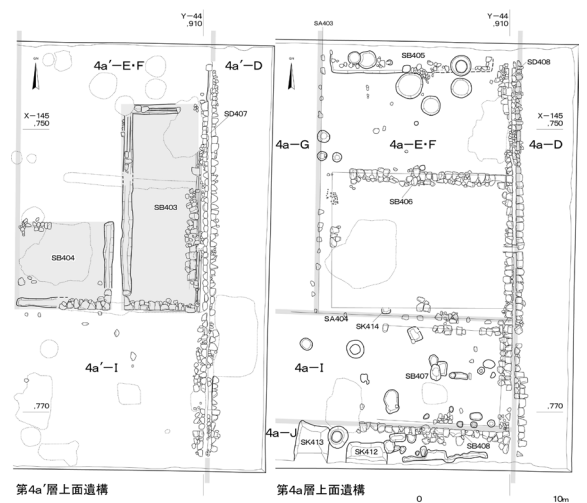 Y-44
.910
4a′-E・F
4a′-D
X-145
.750
SD407
SB403
SB404
4a′-I
.770
第4a′層上面遺構
SA403
Y-44
.910
SB405
SD408
X-145
.750
4a-G
4a-E・F
4a-D
SB406
SA404
SK414
4a-I
SB407
.770
4a-J
SK413
SK412
SB408
第4a層上面遺構
0
10m